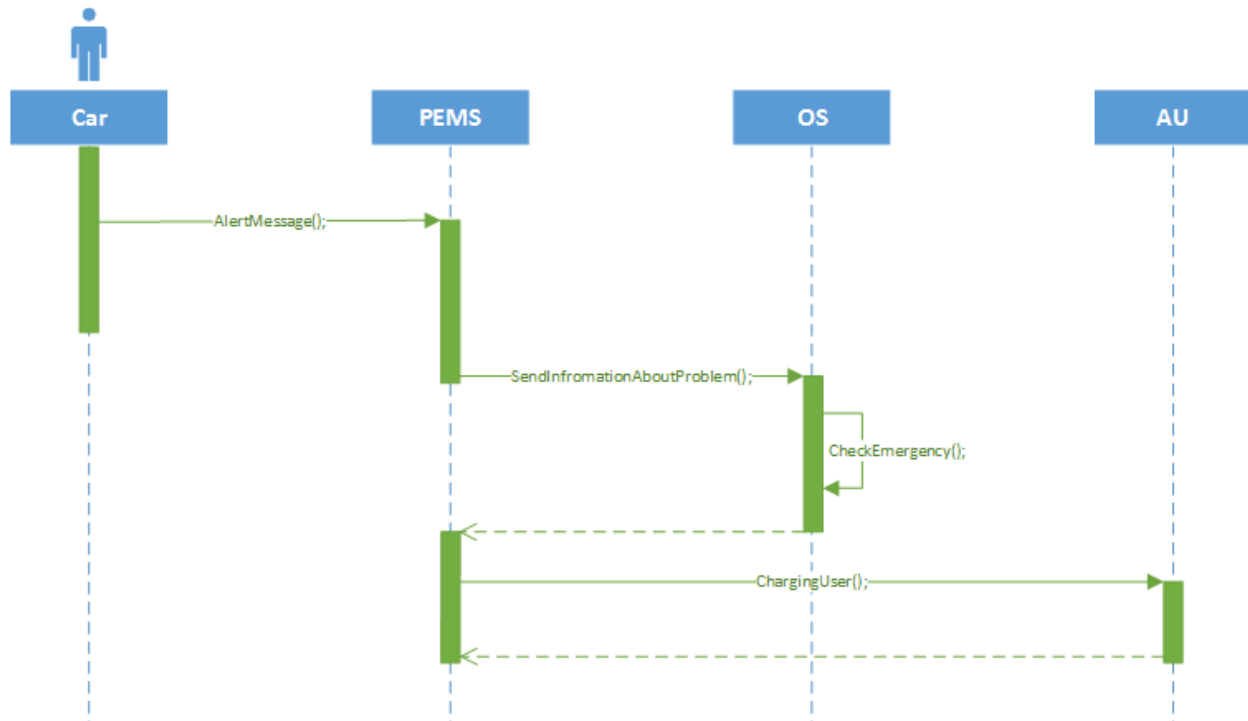 Car
PEMS
OS
AU
AlertMessage();
SendInfromationAboutProblem();
CheckEmergency();
ChargingUser();